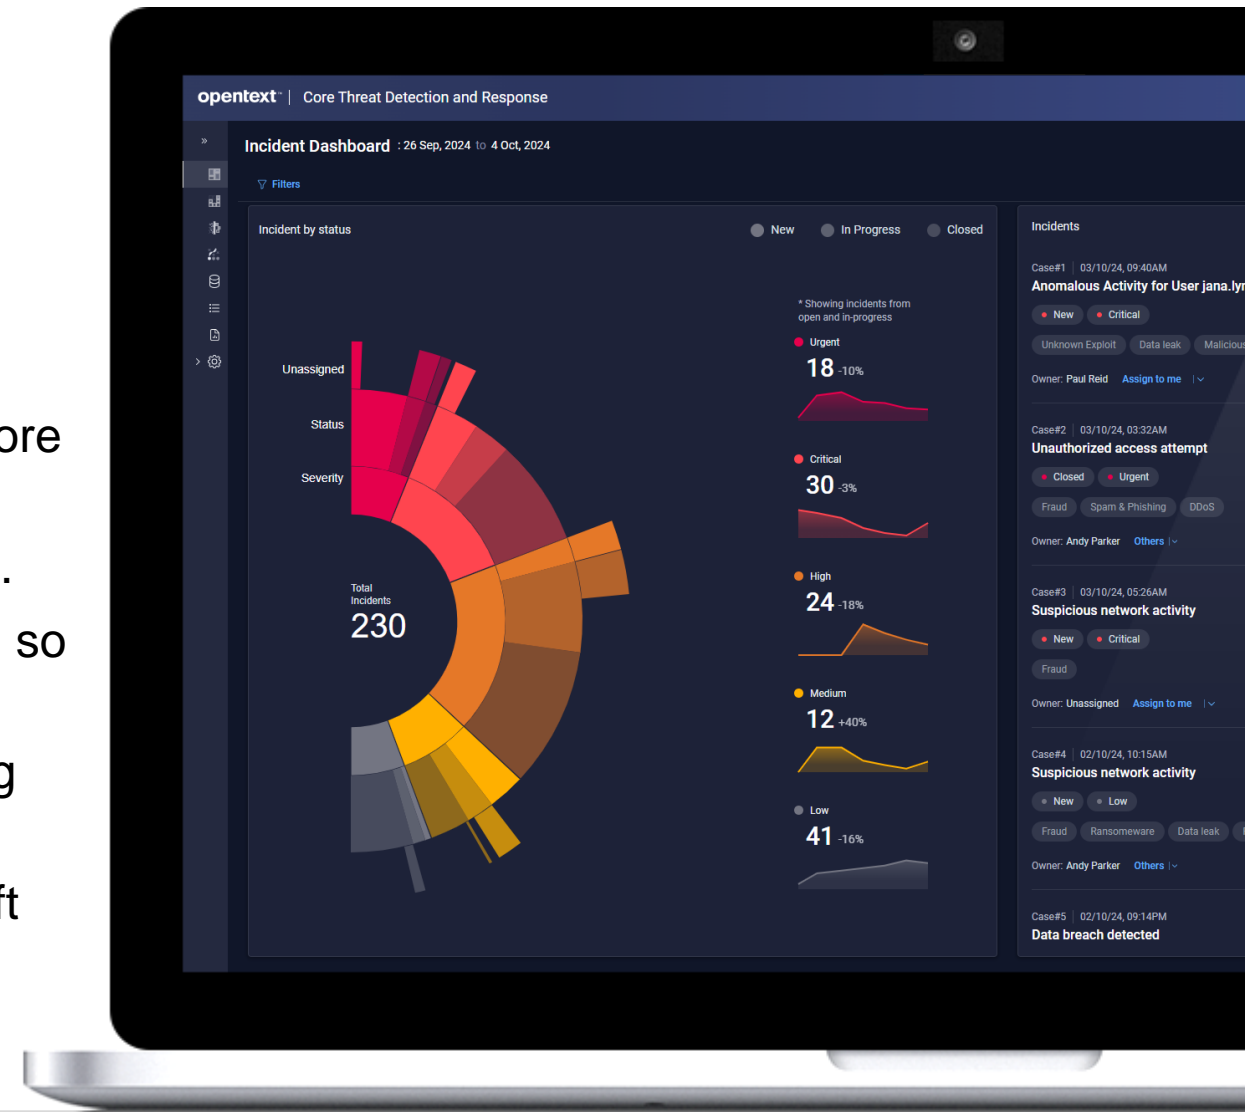 ore
.
so
g
ft
opentext™ | Core Threat Detection and Response
Incident Dashboard : 26 Sep, 2024 to 4 Oct, 2024
Filters
Incident by status
New In Progress Closed
* Showing incidents from
open and in-progress
Unassigned
Status
Severity
Total
Incidents
230
Urgent
18 -10%
Critical
30 -3%
High
24 -18%
Medium
12 +40%
Low
41 -16%
Incidents
Case#1 | 03/10/24, 09:40AM
Anomalous Activity for User jana.lyn
New Critical
Unknown Exploit Data leak Malicious
Owner: Paul Reid Assign to me
Case#2 | 03/10/24, 03:32AM
Unauthorized access attempt
Closed Urgent
Fraud Spam & Phishing DDoS
Owner: Andy Parker Others
Case#3 | 03/10/24, 05:26AM
Suspicious network activity
New Critical
Fraud
Owner: Unassigned Assign to me
Case#4 | 02/10/24, 10:15AM
Suspicious network activity
New Low
Fraud Ransomeware Data leak
Owner: Andy Parker Others
Case#5 | 02/10/24, 09:14PM
Data breach detected